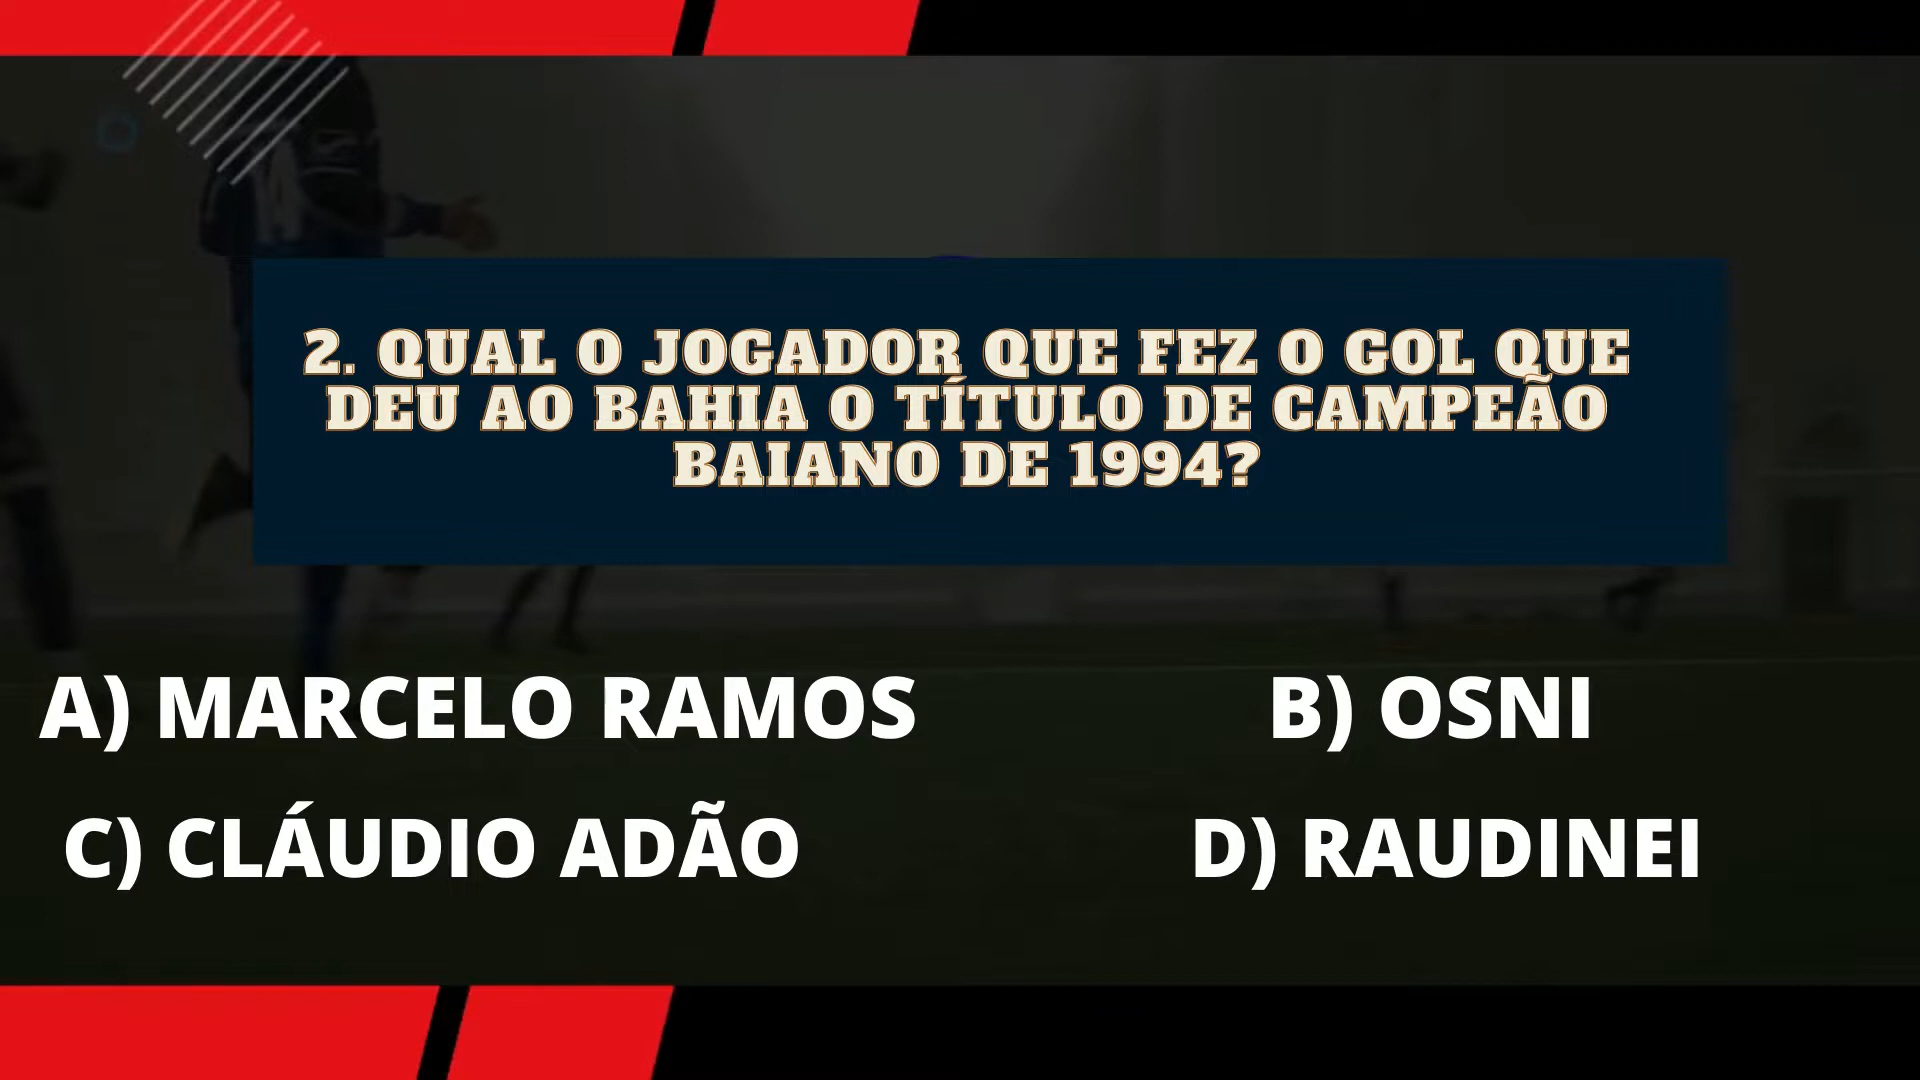 2. QUAL O JOGADOR QUE FEZ O GOL QUE
DEU AO BAHIA O TÍTULO DE CAMPEÃO
BAIANO DE 1994?
A) MARCELO RAMOS
B) OSNI
C) CLÁUDIO ADÃO
D) RAUDINEI